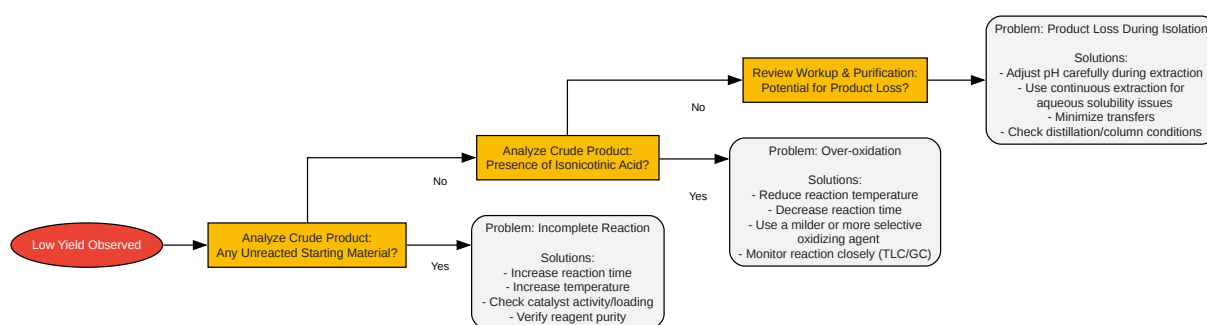 Low Yield Observed
Analyze Crude Product:
Any Unreacted Starting Material?
Yes
Problem: Incomplete Reaction
Solutions:
- Increase reaction time
- Increase temperature
- Check catalyst activity/loading
- Verify reagent purity
No
Analyze Crude Product:
Presence of Isonicotinic Acid?
Yes
Problem: Over-oxidation
Solutions:
- Reduce reaction temperature
- Decrease reaction time
- Use a milder or more selective
oxidizing agent
- Monitor reaction closely (TLC/GC)
No
Review Workup & Purification:
Potential for Product Loss?
Problem: Product Loss During Isolation
Solutions:
- Adjust pH carefully during extraction
- Use continuous extraction for
aqueous solubility issues
- Minimize transfers
- Check distillation/column conditions